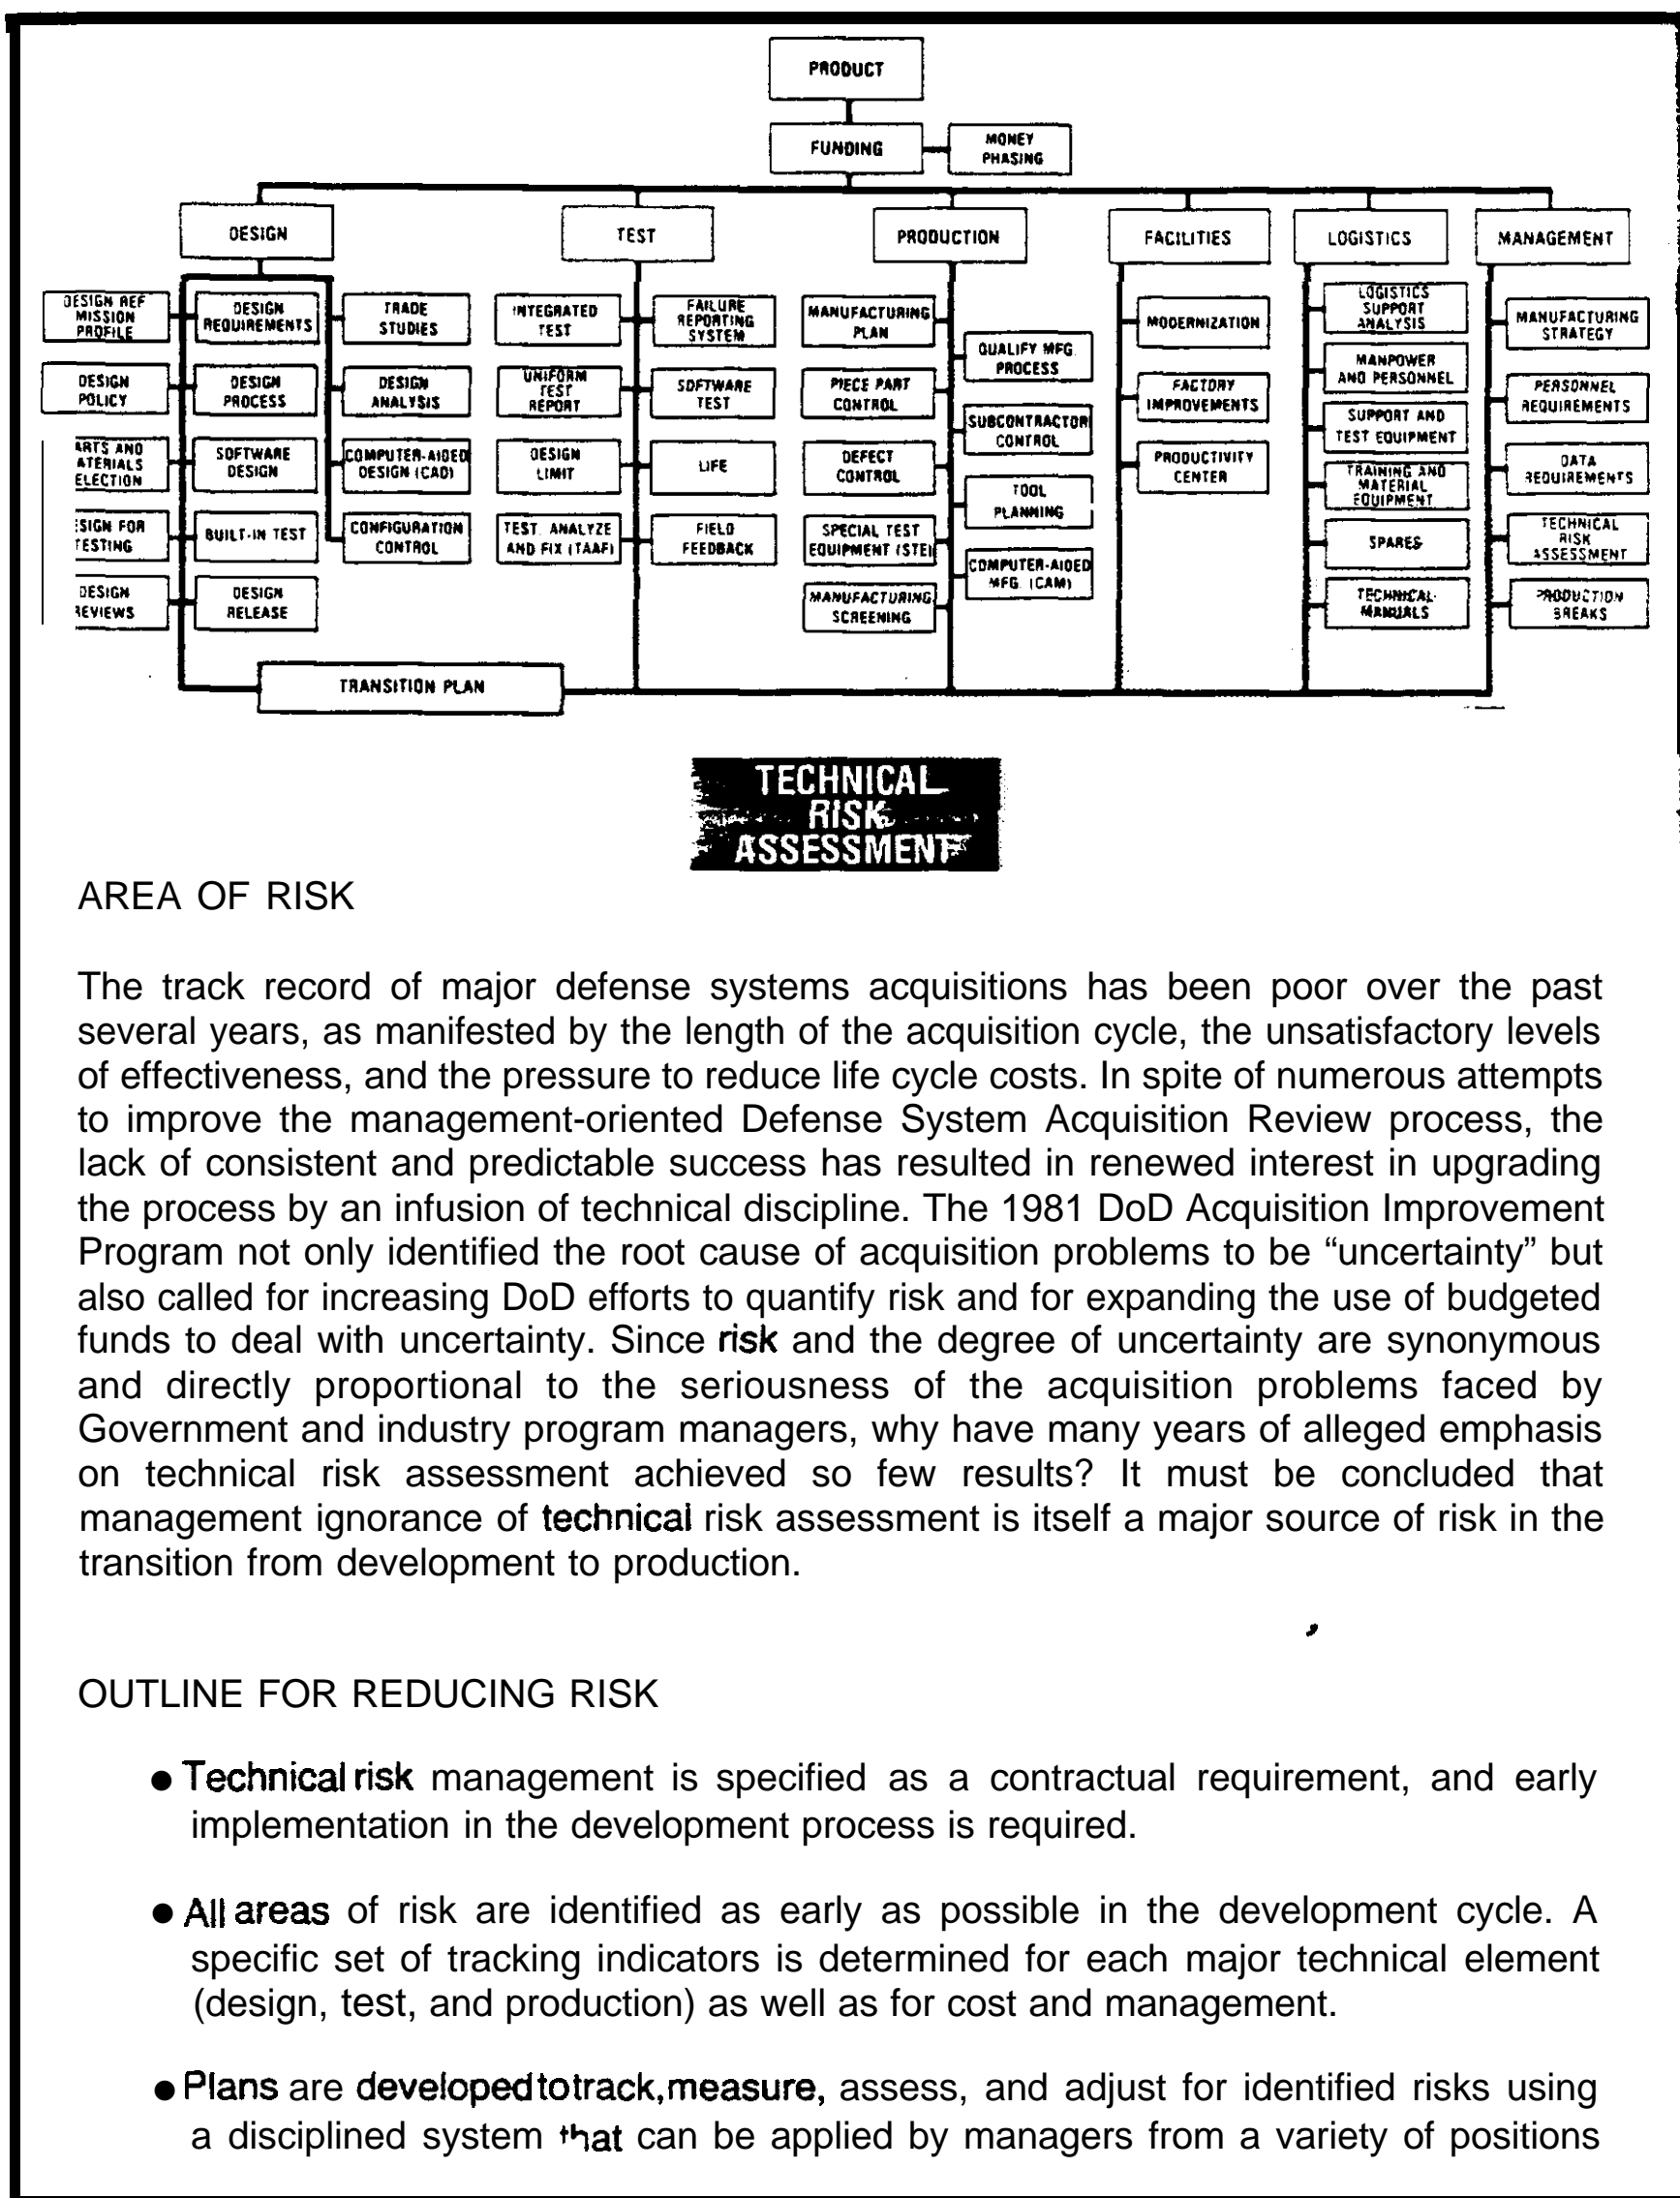 PRODUCT
FUNDING
MONEY
PHASING
DESIGN
TEST
PRODUCTION
FACILITIES
LOGISTICS
MANAGEMENT
DESIGN REF
MISSION
PROFILE
DESIGN
REQUIREMENTS
TRADE
STUDIES
DESIGN
POLICY
DESIGN
PROCESS
DESIGN
ANALYSIS
ARTS AND
ATERIALS
ELECTION
SOFTWARE
DESIGN
COMPUTER-AIDED
DESIGN (CAD)
SIGN FOR
TESTING
BUILT-IN TEST
CONFIGURATION
CONTROL
DESIGN
REVIEWS
DESIGN
RELEASE
INTEGRATED
TEST
FAILURE
REPORTING
SYSTEM
UNIFORM
TEST
REPORT
SOFTWARE
TEST
DESIGN
LIMIT
LIFE
TEST. ANALYZE
AND FIX (TAAF)
FIELD
FEEDBACK
MANUFACTURING
PLAN
QUALIFY MFG.
PROCESS
PIECE PART
CONTROL
SUBCONTRACTOR
CONTROL
DEFECT
CONTROL
TOOL
PLANNING
SPECIAL TEST
EQUIPMENT (STE)
COMPUTER-AIDED
MFG. (CAM)
MANUFACTURING
SCREENING
MODERNIZATION
FACTORY
IMPROVEMENTS
PRODUCTIVITY
CENTER
LOGISTICS
SUPPORT
ANALYSIS
MANPOWER
AND PERSONNEL
SUPPORT AND
TEST EQUIPMENT
TRAINING AND
MATERIAL
EQUIPMENT
SPARES
TECHNICAL
MANUALS
MANUFACTURING
STRATEGY
PERSONNEL
REQUIREMENTS
DATA
REQUIREMENTS
TECHNICAL
RISK
ASSESSMENT
PRODUCTION
BREAKS
TRANSITION PLAN
TECHNICAL
RISK
ASSESSMENT
AREA OF RISK
The track record of major defense systems acquisitions has been poor over the past
several years, as manifested by the length of the acquisition cycle, the unsatisfactory levels
of effectiveness, and the pressure to reduce life cycle costs. In spite of numerous attempts
to improve the management-oriented Defense System Acquisition Review process, the
lack of consistent and predictable success has resulted in renewed interest in upgrading
the process by an infusion of technical discipline. The 1981 DoD Acquisition Improvement
Program not only identified the root cause of acquisition problems to be “uncertainty” but
also called for increasing DoD efforts to quantify risk and for expanding the use of budgeted
funds to deal with uncertainty. Since risk and the degree of uncertainty are synonymous
and directly proportional to the seriousness of the acquisition problems faced by
Government and industry program managers, why have many years of alleged emphasis
on technical risk assessment achieved so few results? It must be concluded that
management ignorance of technical risk assessment is itself a major source of risk in the
transition from development to production.
OUTLINE FOR REDUCING RISK
● Technical risk management is specified as a contractual requirement, and early
implementation in the development process is required.
● All areas of risk are identified as early as possible in the development cycle. A
specific set of tracking indicators is determined for each major technical element
(design, test, and production) as well as for cost and management.
● Plans are developed to track, measure, assess, and adjust for identified risks using
a disciplined system that can be applied by managers from a variety of positions